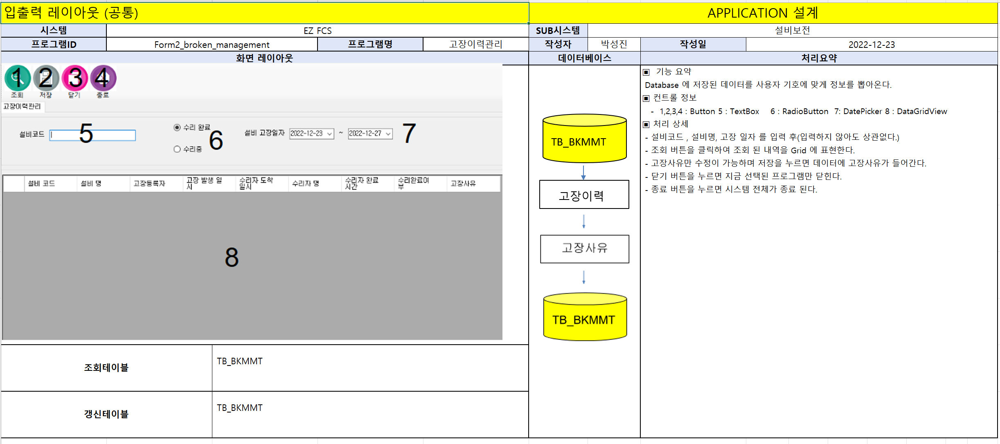 입출력 레이아웃 (공통)
APPLICATION 설계
시스템
EZ FCS
SUB시스템
설비보전
프로그램ID
Form2_broken_management
프로그램명
고장이력관리
작성자
박성진
작성일
2022-12-23
화면 레이아웃
데이터베이스
처리요약
1
2
3
4
조회
저장
닫기
종료
고장이력관리
설비코드
5
수리 완료
수리중
6
설비 고장일자
2022-12-23
~
2022-12-27
7
설비 코드
설비 명
고장등록자
고장 발생 일
시
수리자 도착
일시
수리자 명
수리자 완료
시간
수리완료여
부
고장사유
8
TB_BKMMT
고장이력
고장사유
TB_BKMMT
▣ 기능 요약
Database 에 저장된 데이터를 사용자 기호에 맞게 정보를 뽑아온다.
▣ 컨트롤 정보
- 1,2,3,4 : Button 5 : TextBox 6 : RadioButton 7: DatePicker 8 : DataGridView
▣ 처리 상세
- 설비코드 , 설비명, 고장 일자 를 입력 후(입력하지 않아도 상관없다.)
- 조회 버튼을 클릭하여 조회 된 내역을 Grid 에 표현한다.
- 고장사유만 수정이 가능하며 저장을 누르면 데이터에 고장사유가 들어간다.
- 닫기 버튼을 누르면 지금 선택된 프로그램만 닫힌다.
- 종료 버튼을 누르면 시스템 전체가 종료 된다.
조회테이블
TB_BKMMT
갱신테이블
TB_BKMMT